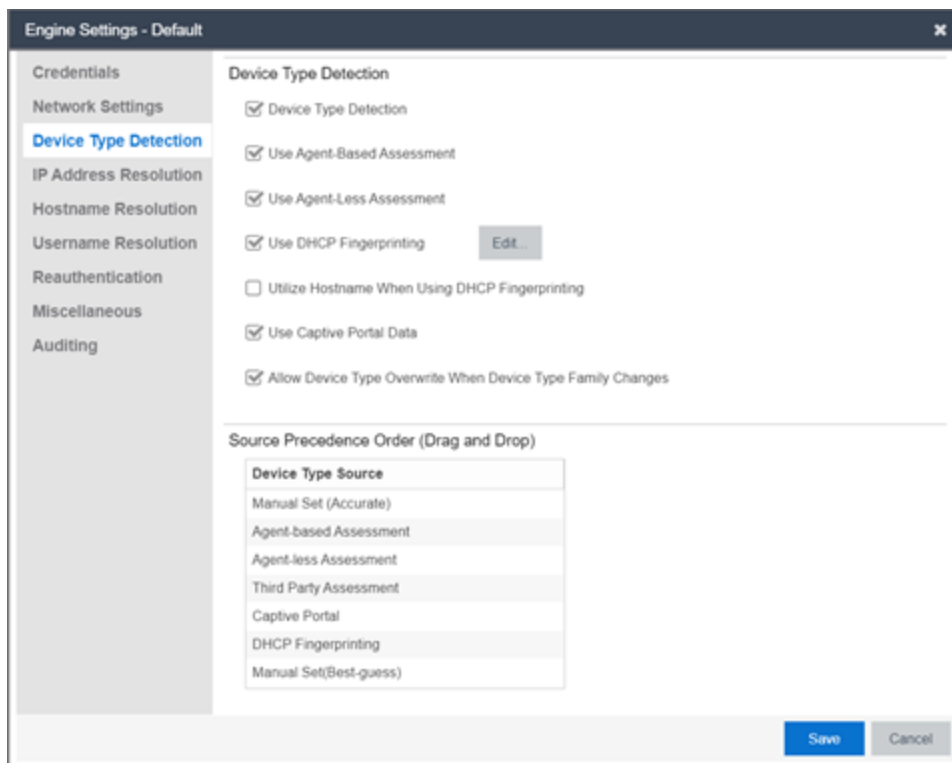 Engine Settings - Default
Credentials
Network Settings
Device Type Detection
IP Address Resolution
Hostname Resolution
Username Resolution
Reauthentication
Miscellaneous
Auditing
Device Type Detection
Device Type Detection
Use Agent-Based Assessment
Use Agent-Less Assessment
Use DHCP Fingerprinting Edit...
Utilize Hostname When Using DHCP Fingerprinting
Use Captive Portal Data
Allow Device Type Overwrite When Device Type Family Changes
Source Precedence Order (Drag and Drop)
Device Type Source
Manual Set (Accurate)
Agent-based Assessment
Agent-less Assessment
Third Party Assessment
Captive Portal
DHCP Fingerprinting
Manual Set(Best-guess)
Save Cancel